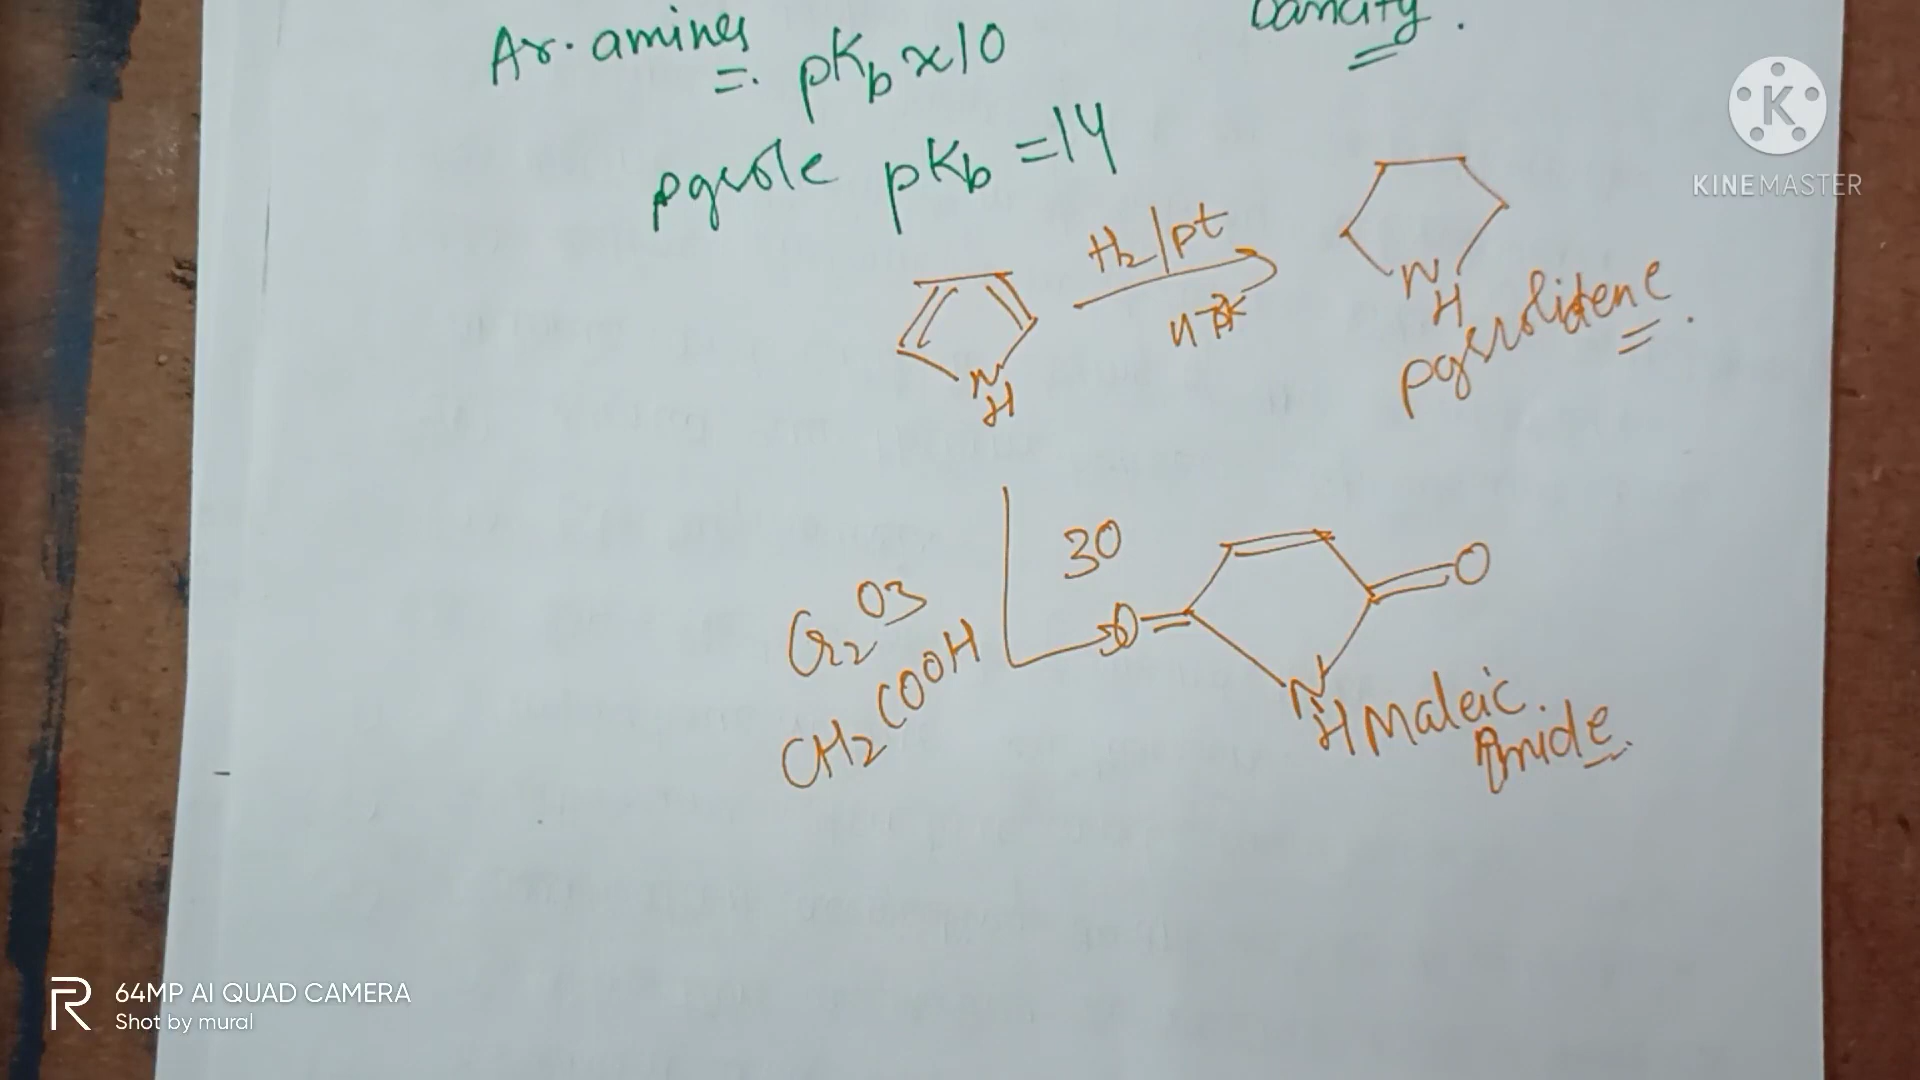 Ar. amines
pKb x10
Basicity.
pyrrole pKb = 14
K
KINEMASTER
H2/pt
N
H
N
H
pyrrolidene
30
O
Cr2O3
CH2COOH
O
N
H
Maleic
Imide
64MP AI QUAD CAMERA
Shot by mural